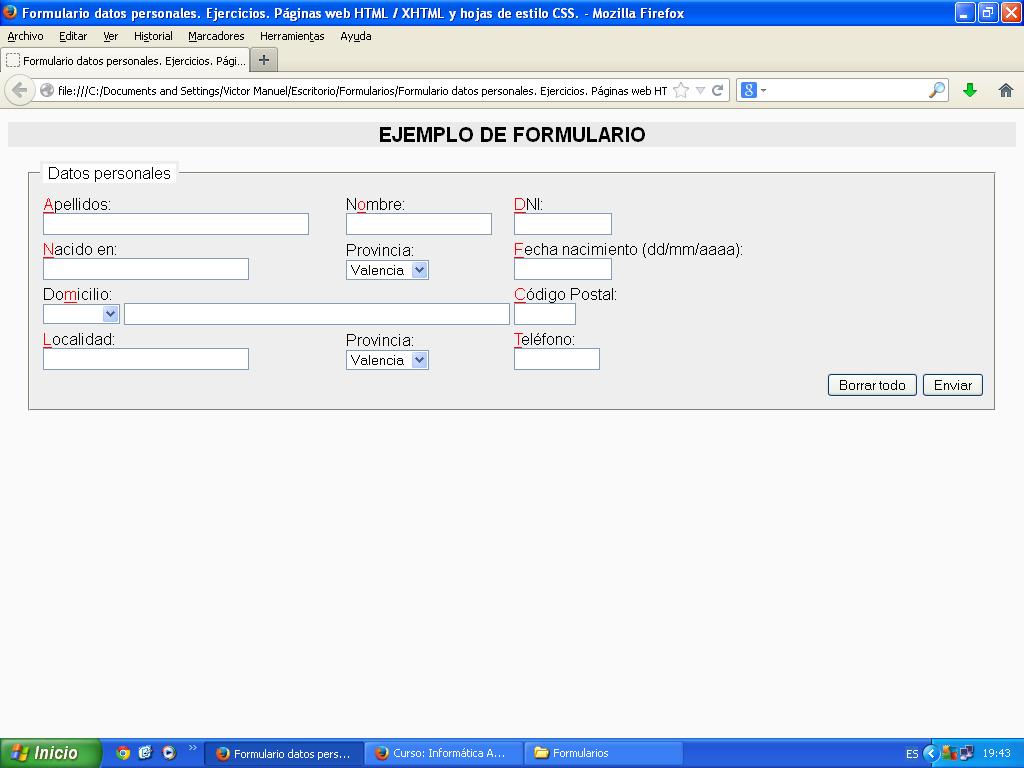 Formulario datos personales. Ejercicios. Páginas web HTML / XHTML y hojas de estilo CSS. - Mozilla Firefox
Archivo Editar Ver Historial Marcadores Herramientas Ayuda
Formulario datos personales. Ejercicios. Pági... +
file:///C:/Documents and Settings/Victor Manuel/Escritorio/Formularios/Formulario datos personales. Ejercicios. Páginas web HT 8
EJEMPLO DE FORMULARIO
Datos personales
Apellidos: Nombre: DNI:
Nacido en: Provincia: Fecha nacimiento (dd/mm/aaaa):
Valencia
Domicilio: Código Postal:
Localidad: Provincia: Teléfono:
Valencia
Borrar todo Enviar
Inicio » Formulario datos pers... Curso: Informática A... Formularios ES 19:43